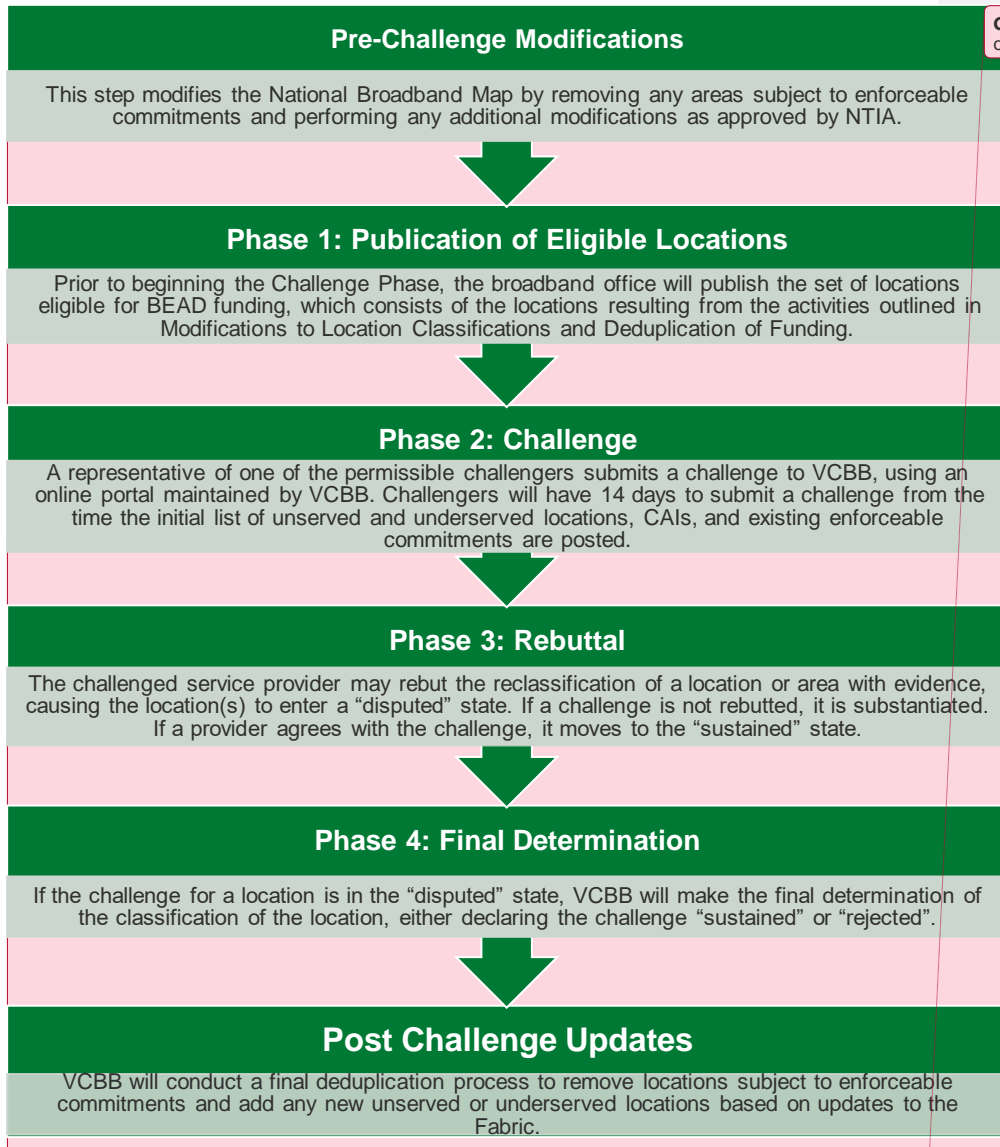 Pre-Challenge Modifications
This step modifies the National Broadband Map by removing any areas subject to enforceable
commitments and performing any additional modifications as approved by NTIA.
Phase 1: Publication of Eligible Locations
Prior to beginning the Challenge Phase, the broadband office will publish the set of locations
eligible for BEAD funding, which consists of the locations resulting from the activities outlined in
Modifications to Location Classifications and Deduplication of Funding.
Phase 2: Challenge
A representative of one of the permissible challengers submits a challenge to VCBB, using an
online portal maintained by VCBB. Challengers will have 14 days to submit a challenge from the
time the initial list of unserved and underserved locations, CAIs, and existing enforceable
commitments are posted.
Phase 3: Rebuttal
The challenged service provider may rebut the reclassification of a location or area with evidence,
causing the location(s) to enter a “disputed” state. If a challenge is not rebutted, it is substantiated.
If a provider agrees with the challenge, it moves to the “sustained” state.
Phase 4: Final Determination
If the challenge for a location is in the “disputed” state, VCBB will make the final determination of
the classification of the location, either declaring the challenge “sustained” or “rejected”.
Post Challenge Updates
VCBB will conduct a final deduplication process to remove locations subject to enforceable
commitments and add any new unserved or underserved locations based on updates to the
Fabric.